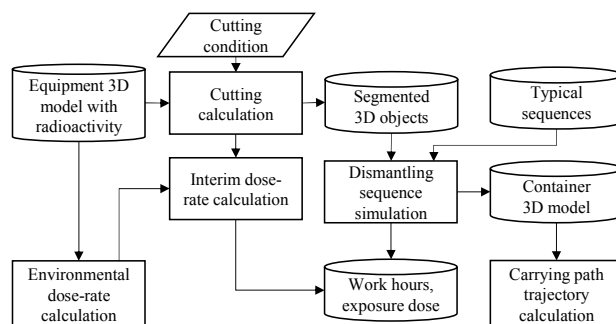 Cutting
condition
Equipment 3D
model with
radioactivity
Cutting
calculation
Segmented
3D objects
Typical
sequences
Interim dose-
rate calculation
Dismantling
sequence
simulation
Container
3D model
Environmental
dose-rate
calculation
Work hours,
exposure dose
Carrying path
trajectory
calculation